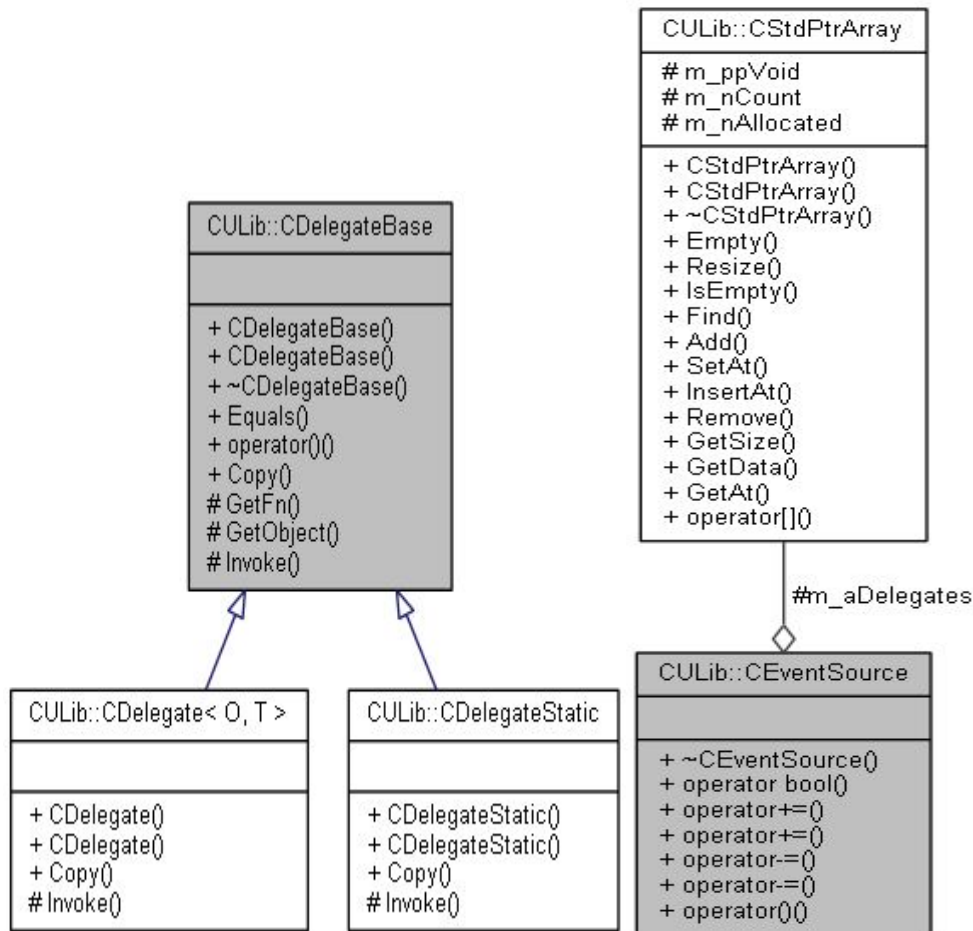 CULib::CStdPtrArray
# m_ppVoid
# m_nCount
# m_nAllocated
+ CStdPtrArray()
+ CStdPtrArray()
+ ~CStdPtrArray()
+ Empty()
+ Resize()
+ IsEmpty()
+ Find()
+ Add()
+ SetAt()
+ InsertAt()
+ Remove()
+ GetSize()
+ GetData()
+ GetAt()
+ operator[]()
CULib::CDelegateBase
+ CDelegateBase()
+ CDelegateBase()
+ ~CDelegateBase()
+ Equals()
+ operator()()
+ Copy()
# GetFn()
# GetObject()
# Invoke()
#m_aDelegates
CULib::CDelegate< O, T >
+ CDelegate()
+ CDelegate()
+ Copy()
# Invoke()
CULib::CDelegateStatic
+ CDelegateStatic()
+ CDelegateStatic()
+ Copy()
# Invoke()
CULib::CEventSource
+ ~CEventSource()
+ operator bool()
+ operator+=()
+ operator+=()
+ operator-=()
+ operator-=()
+ operator()()